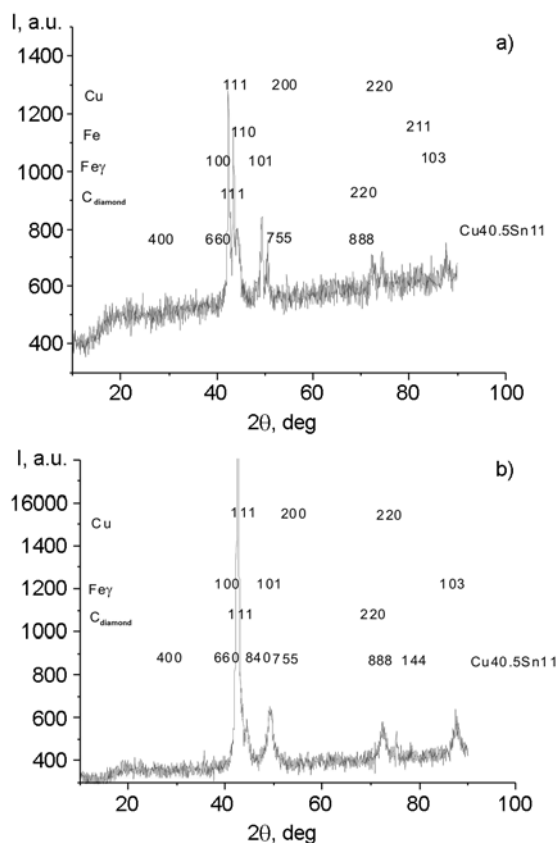 I, a.u.
a)
1400
111 200 220
Cu
1200
Fe 110 211
1000
Feγ 100 101 103
C diamond 111 220
800
400 660 755 888 Cu40.5Sn11
600
400
20 40 60 80 100
2θ, deg
I, a.u.
b)
16000
Cu 111 200 220
1400
1200
Feγ 100 101 103
C diamond 111 220
1000
800
400 660 840 755 888 144 Cu40.5Sn11
600
400
20 40 60 80 100
2θ, deg